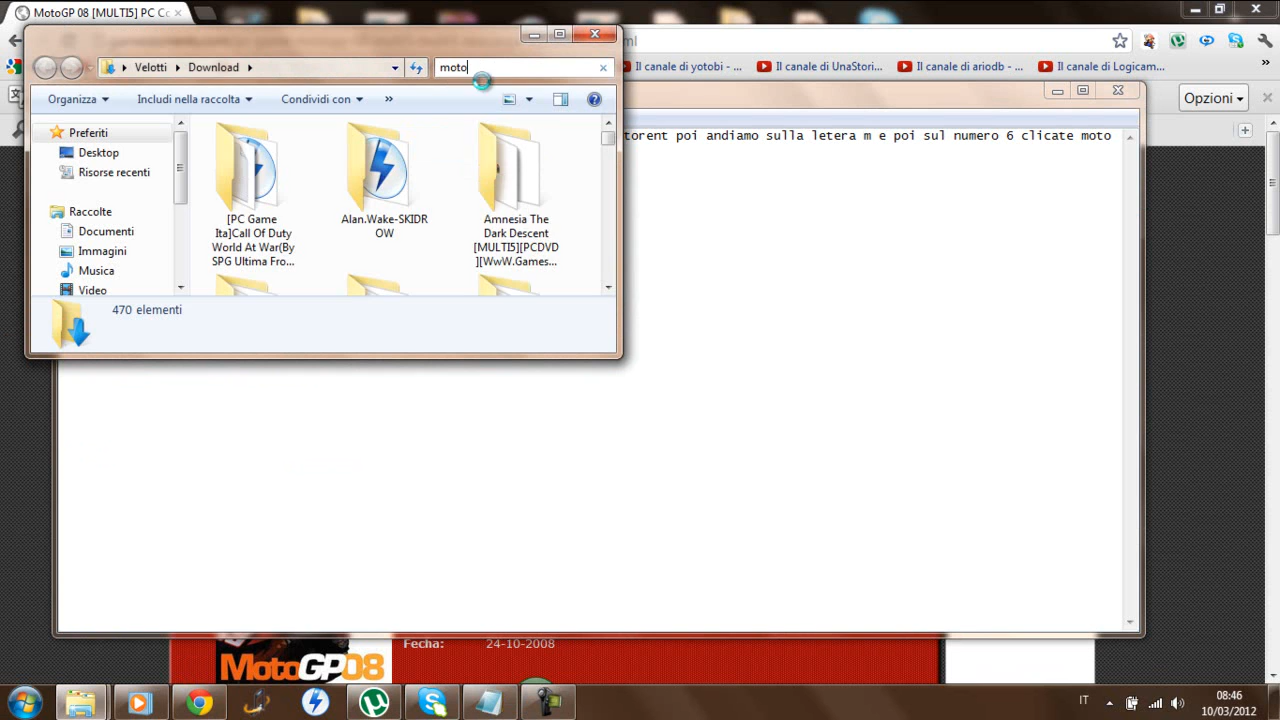 MotoGP 08 [MULTI5] PC Co
ml
Velotti
Download
moto
Il canale di yotobi - ...
Il canale di UnaStori...
Il canale di ariodb - ...
Il canale di Logicam...
Organizza
Includi nella raccolta
Condividi con
»
Opzioni
Preferiti
Desktop
Risorse recenti
Raccolte
Documenti
Immagini
Musica
Video
[PC Game
Ita]Call Of Duty
World At War(By
SPG Ultima Fro...
Alan.Wake-SKIDR
OW
Amnesia The
Dark Descent
[MULTI5][PCDVD
][WwW.Games...
470 elementi
torent poi andiamo sulla letera m e poi sul numero 6 clicate moto
Fecha: 24-10-2008
MotoGP08
IT
08:46
10/03/2012